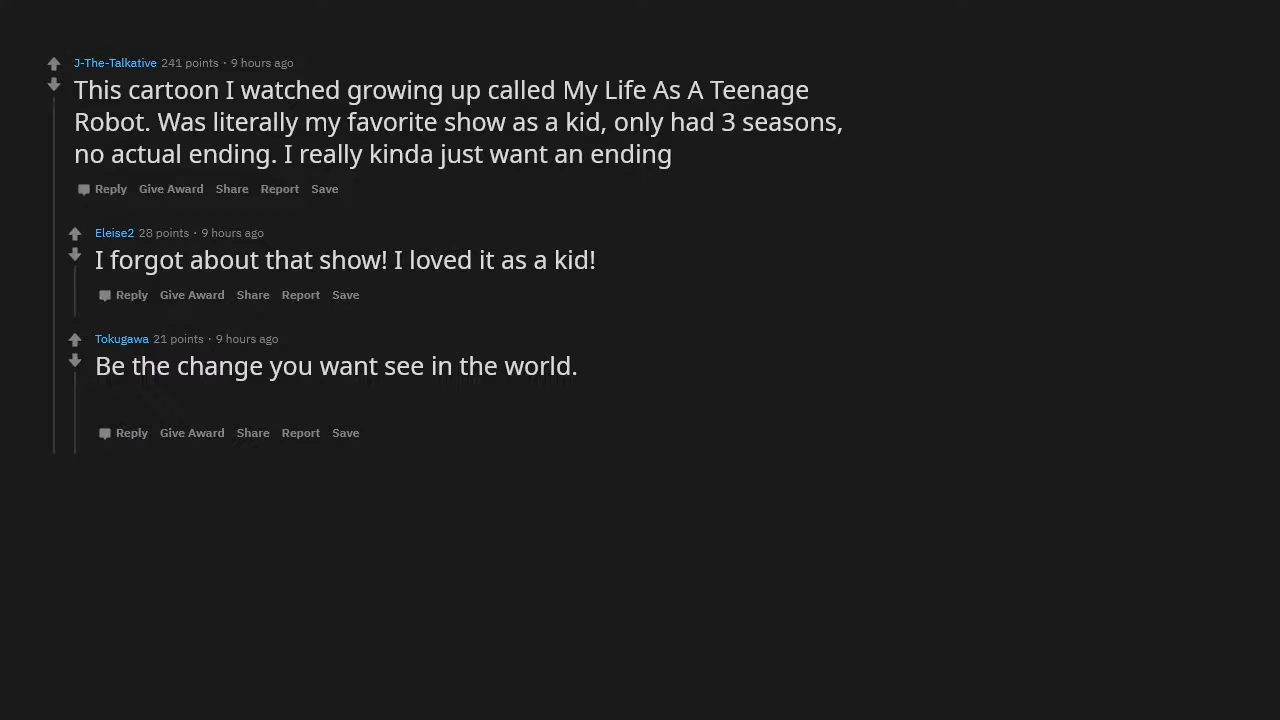 J-The-Talkative 241 points · 9 hours ago
This cartoon I watched growing up called My Life As A Teenage
Robot. Was literally my favorite show as a kid, only had 3 seasons,
no actual ending. I really kinda just want an ending
Reply Give Award Share Report Save
Eleise2 28 points · 9 hours ago
I forgot about that show! I loved it as a kid!
Reply Give Award Share Report Save
Tokugawa 21 points · 9 hours ago
Be the change you want see in the world.
Reply Give Award Share Report Save